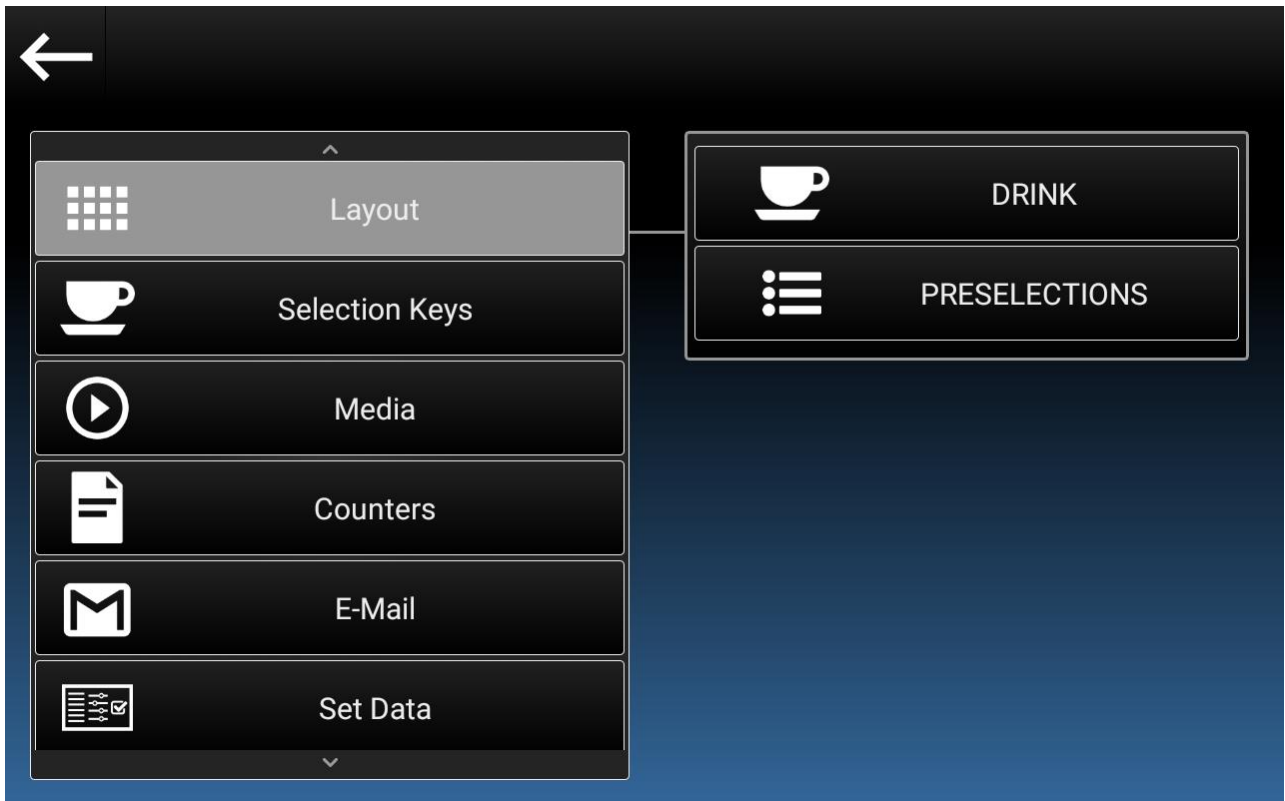 Layout
Selection Keys
Media
Counters
E-Mail
Set Data
DRINK
PRESELECTIONS